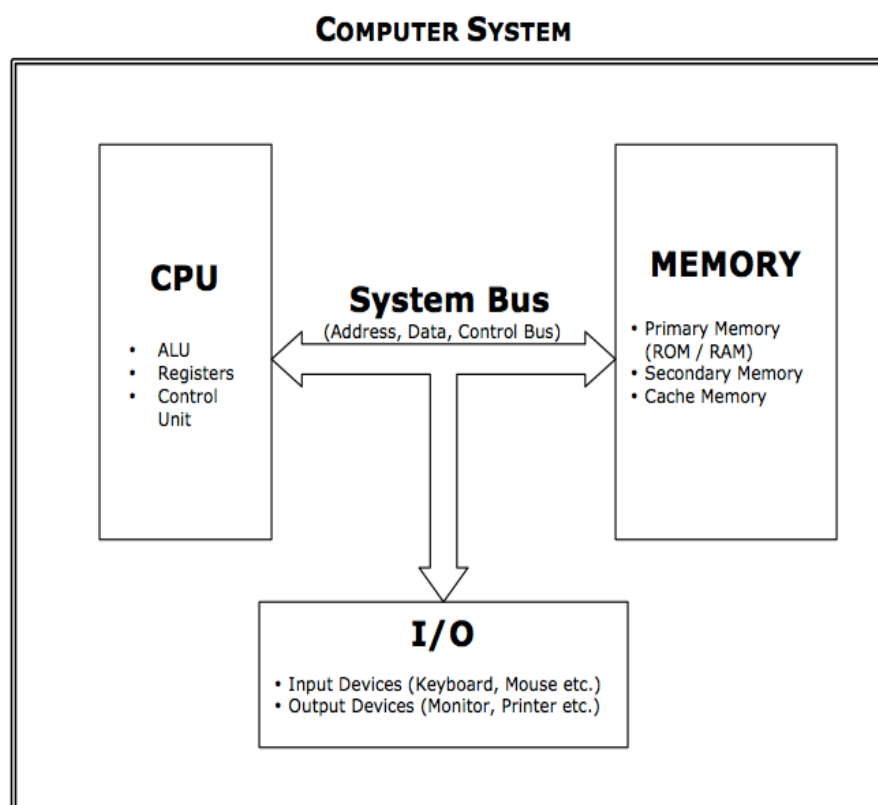 COMPUTER SYSTEM
CPU
• ALU
• Registers
• Control
Unit
System Bus
(Address, Data, Control Bus)
MEMORY
• Primary Memory
(ROM / RAM)
• Secondary Memory
• Cache Memory
I/O
• Input Devices (Keyboard, Mouse etc.)
• Output Devices (Monitor, Printer etc.)